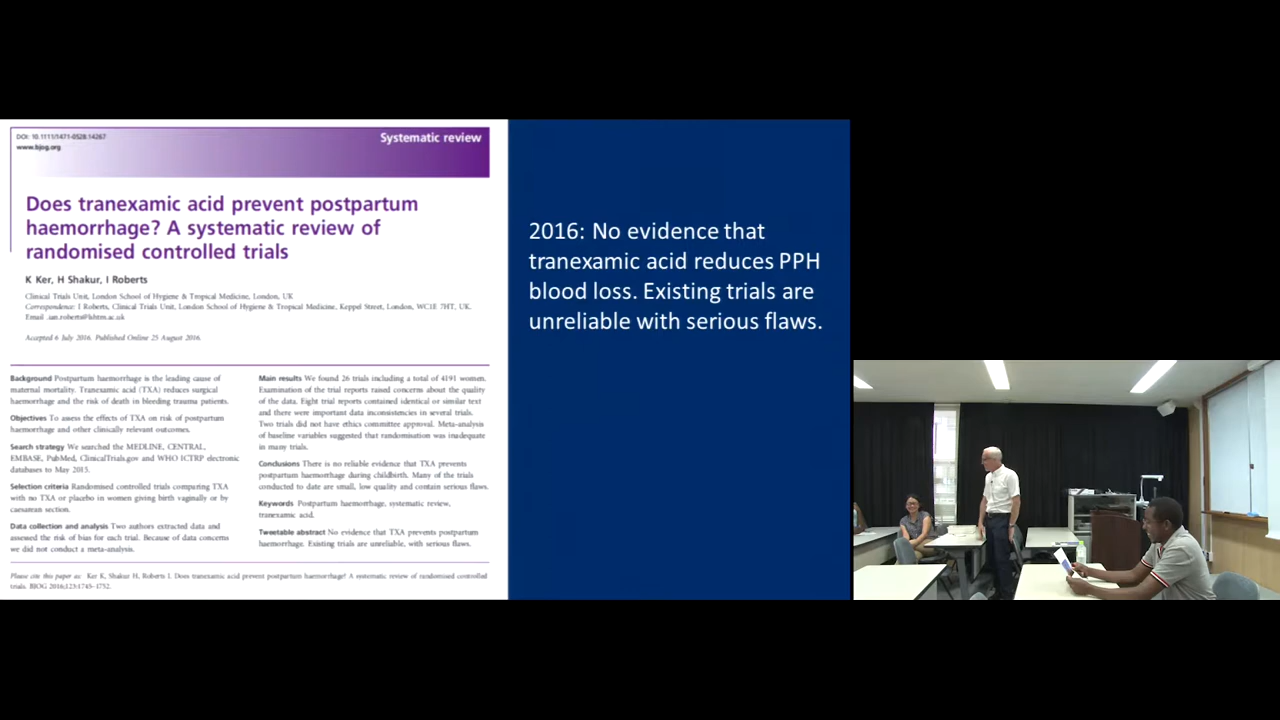 DOI: 10.1111/1471-0528.14267
www.bjog.org
Systematic review
Does tranexamic acid prevent postpartum
haemorrhage? A systematic review of
randomised controlled trials
K Ker, H Shakur, I Roberts
Clinical Trials Unit, London School of Hygiene & Tropical Medicine, London, UK
Correspondence: I Roberts, Clinical Trials Unit, London School of Hygiene & Tropical Medicine, Keppel Street, London, WC1E 7HT, UK.
Email .ian.roberts@lshtm.ac.uk
Accepted 6 July 2016. Published Online 25 August 2016.
Background Postpartum haemorrhage is the leading cause of
maternal mortality. Tranexamic acid (TXA) reduces surgical
haemorrhage and the risk of death in bleeding trauma patients.
Objectives To assess the effects of TXA on risk of postpartum
haemorrhage and other clinically relevant outcomes.
Search strategy We searched the MEDLINE, CENTRAL,
EMBASE, PubMed, ClinicalTrials.gov and WHO ICTRP electronic
databases to May 2015.
Selection criteria Randomised controlled trials comparing TXA
with no TXA or placebo in women giving birth vaginally or by
caesarean section.
Data collection and analysis Two authors extracted data and
assessed the risk of bias for each trial. Because of data concerns
we did not conduct a meta-analysis.
Main results We found 26 trials including a total of 4191 women.
Examination of the trial reports raised concerns about the quality
of the data. Eight trial reports contained identical or similar text
and there were important data inconsistencies in several trials.
Two trials did not have ethics committee approval. Meta-analysis
of baseline variables suggested that randomisation was inadequate
in many trials.
Conclusions There is no reliable evidence that TXA prevents
postpartum haemorrhage during childbirth. Many of the trials
conducted to date are small, low quality and contain serious flaws.
Keywords Postpartum haemorrhage, systematic review,
tranexamic acid.
Tweetable abstract No evidence that TXA prevents postpartum
haemorrhage. Existing trials are unreliable, with serious flaws.
Please cite this paper as: Ker K, Shakur H, Roberts I. Does tranexamic acid prevent postpartum haemorrhage? A systematic review of randomised controlled
trials. BJOG 2016;123:1745–1752.
2016: No evidence that
tranexamic acid reduces PPH
blood loss. Existing trials are
unreliable with serious flaws.